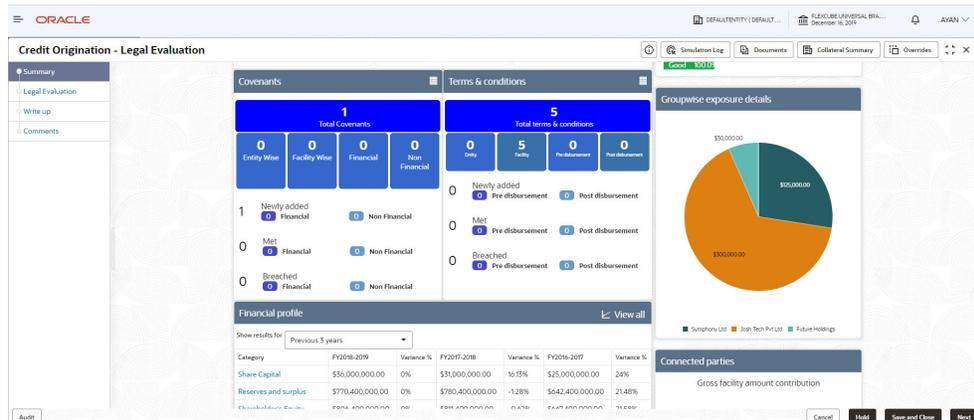 ORACLE
DEFAULTENTITY ( DEFAULT...
FLEXCUBE UNIVERSAL BRA...
December 16, 2019
AYAN
Credit Origination - Legal Evaluation
Simulation Log
Documents
Collateral Summary
Overrides
Summary
Legal Evaluation
Write up
Comments
Covenants
1
Total Covenants
0 0 0 0
Entity Wise Facility Wise Financial Non Financial
1 Newly added
0 Financial 0 Non Financial
0 Met
0 Financial 0 Non Financial
0 Breached
0 Financial 0 Non Financial
Terms & conditions
5
Total terms & conditions
0 5 0 0
Entity Facility Pre disbursement Post disbursement
0 Newly added
0 Pre disbursement 0 Post disbursement
0 Met
0 Pre disbursement 0 Post disbursement
0 Breached
0 Pre disbursement 0 Post disbursement
Good 100.0%
Groupwise exposure details
$30,000.00
$125,000.00
$300,000.00
Symphony Ltd Josh Tech Pvt Ltd Future Holdings
Financial profile
View all
Show results for Previous 3 years
Category FY2018-2019 Variance % FY2017-2018 Variance % FY2016-2017 Variance %
Share Capital $36,000,000.00 0% $31,000,000.00 16.13% $25,000,000.00 24%
Reserves and surplus $770,400,000.00 0% $780,400,000.00 -1.28% $642,400,000.00 21.48%
Shareholder's Equity
Connected parties
Gross facility amount contribution
Audit
Cancel
Hold
Save and Close
Next